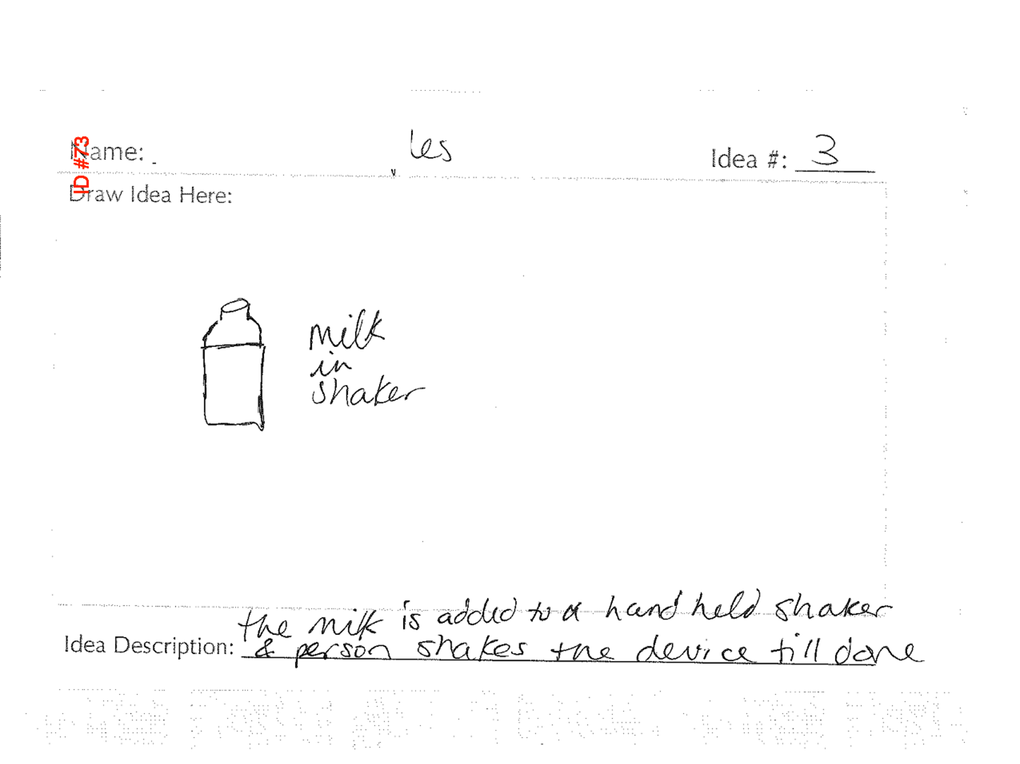 Name: les Idea #: 3
ID #73
Draw Idea Here:
milk
in
shaker
the milk is added to a hand held shaker
Idea Description: & person shakes the device till done